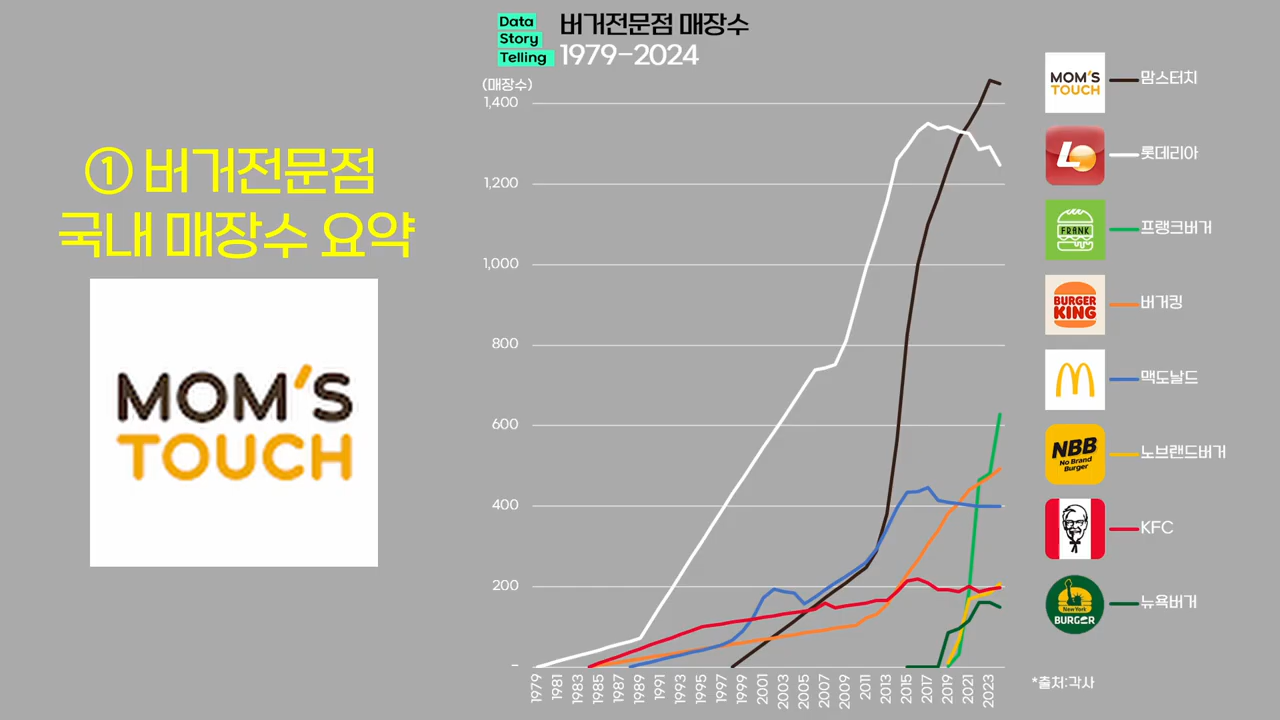 Data
Story
Telling
버거전문점 매장수
1979-2024
① 버거전문점
국내 매장수 요약
MOM'S
TOUCH
(매장수)
1,400
1,200
1,000
800
600
400
200
-
1979
1981
1983
1985
1987
1989
1991
1993
1995
1997
1999
2001
2003
2005
2007
2009
2011
2013
2015
2017
2019
2021
2023
MOM'S
TOUCH
맘스터치
L
롯데리아
FRANK
프랭크버거
BURGER
KING
버거킹
맥도날드
NBB
No Brand
Burger
노브랜드버거
KFC
New York
BURGER
뉴욕버거
*출처:각사